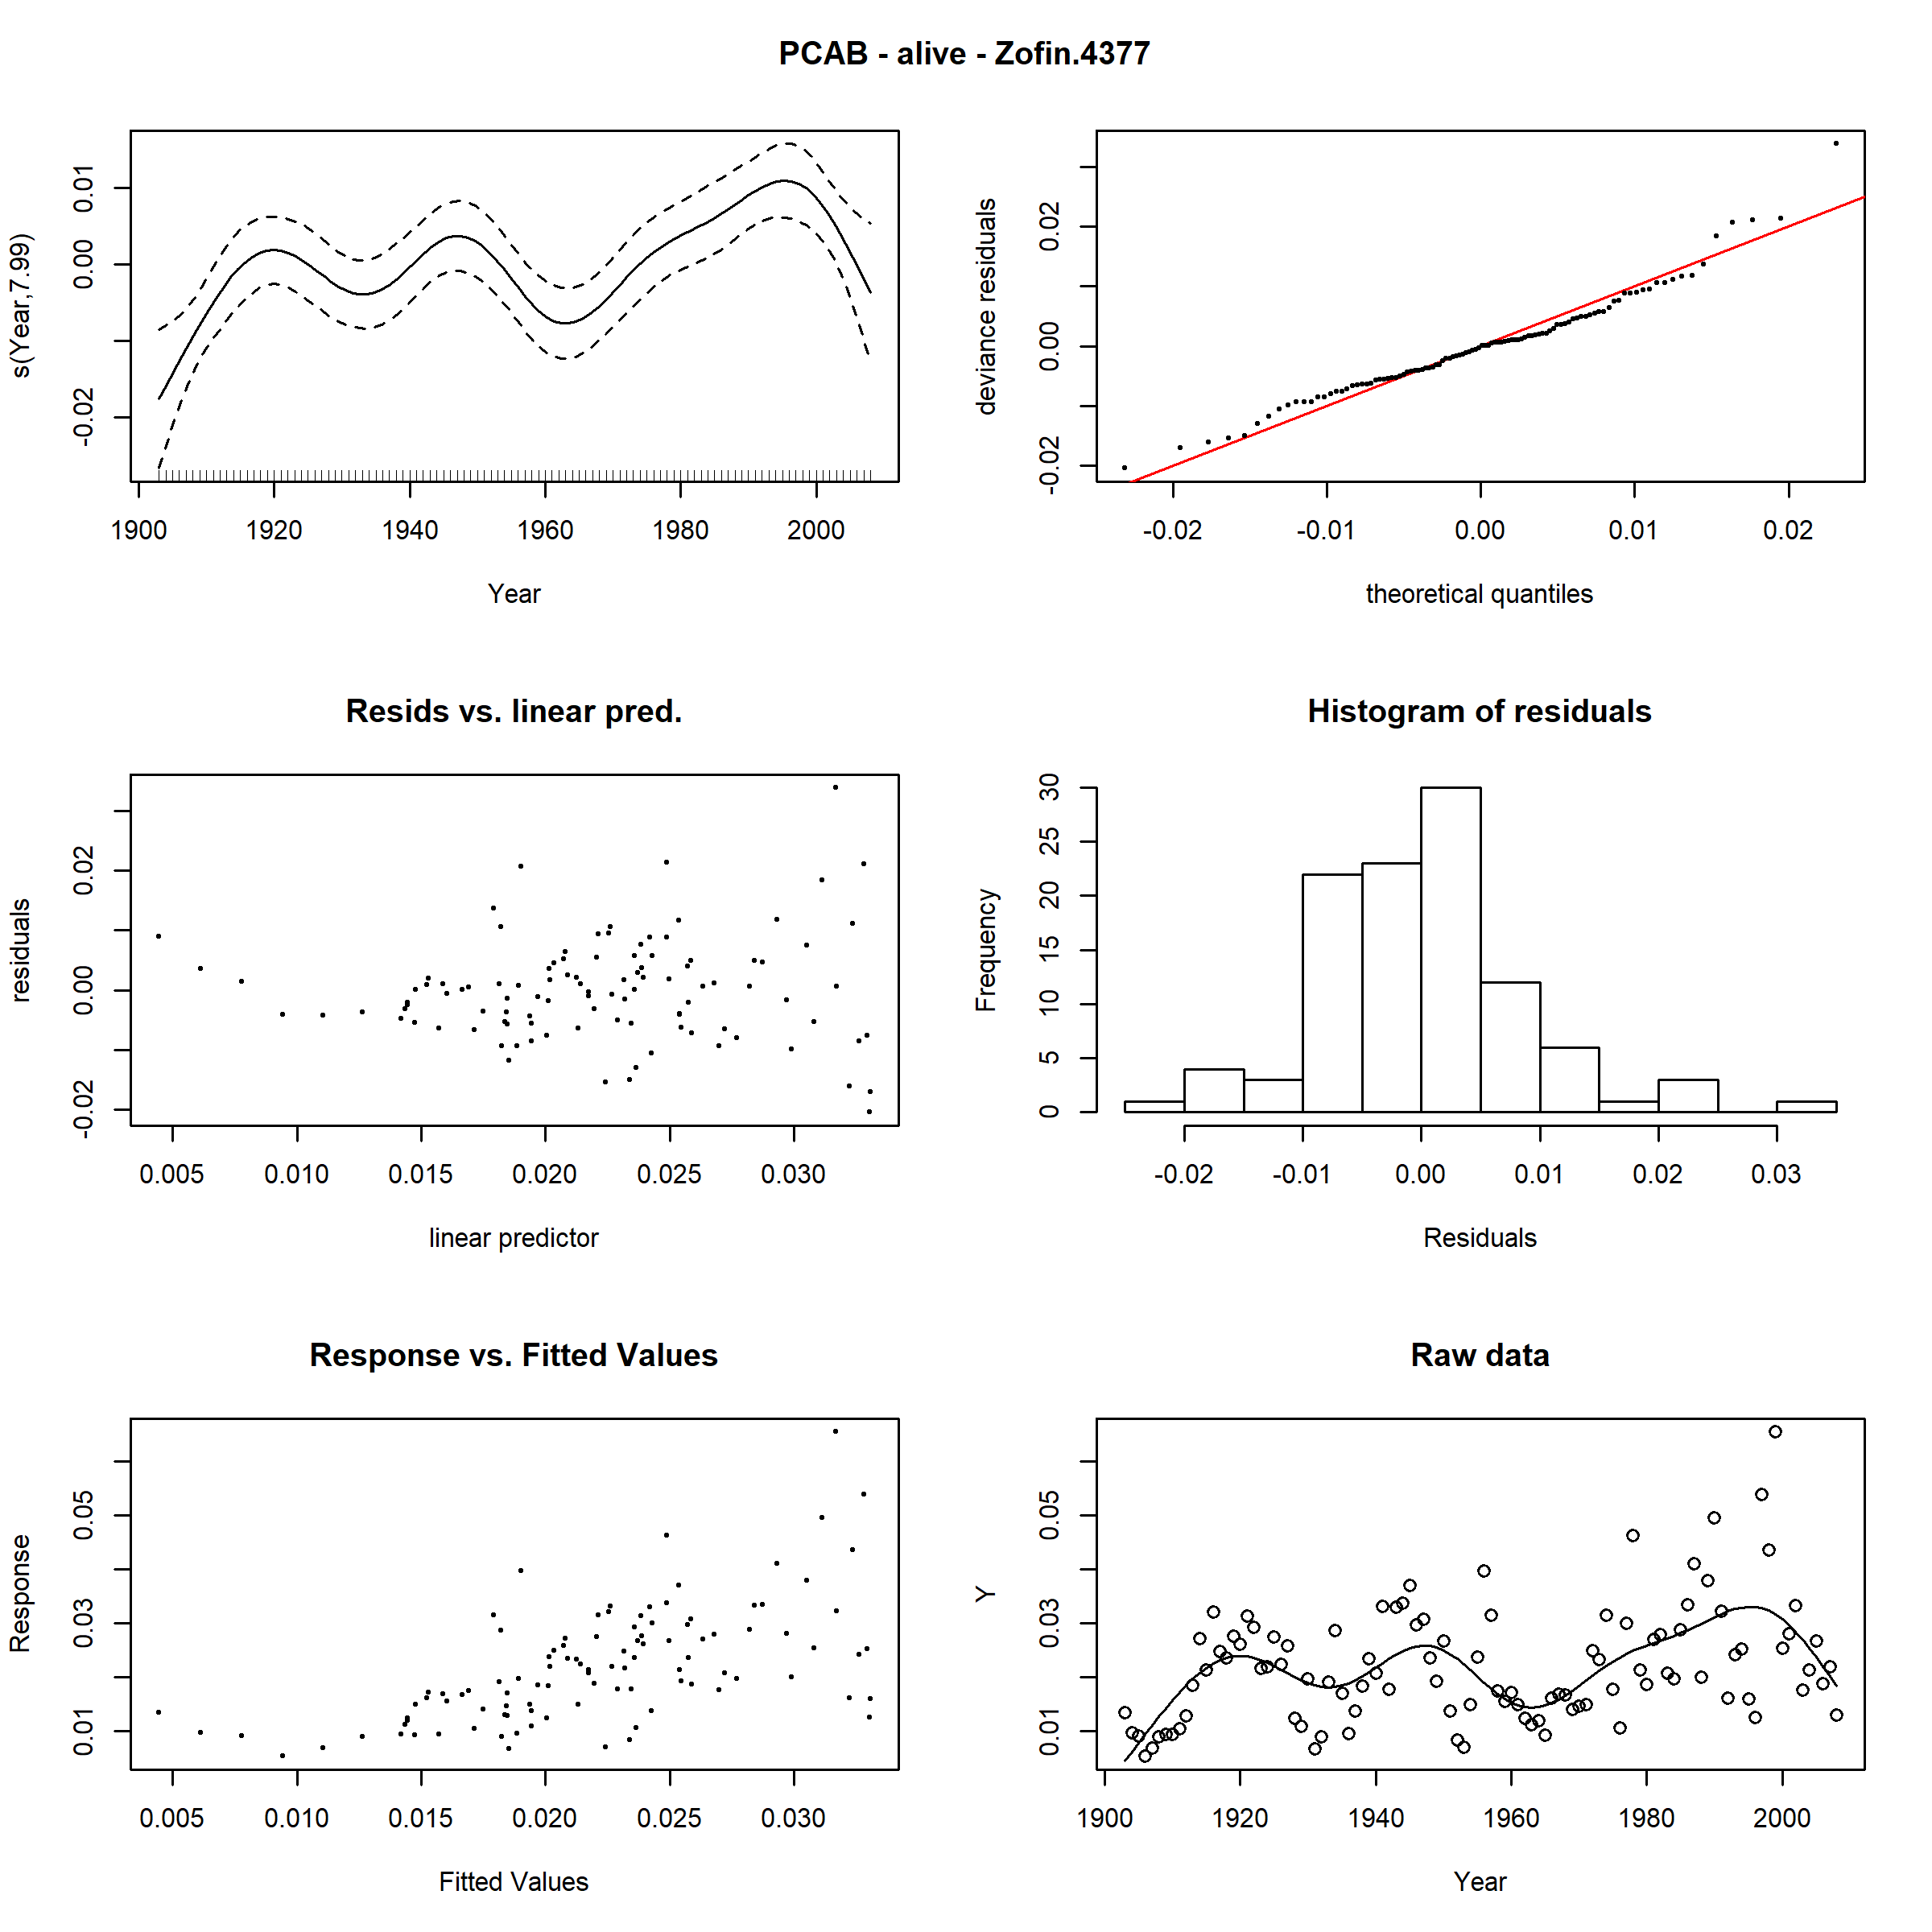 PCAB - alive - Zofin.4377
s(Year,7.99)
0.01
0.00
-0.02
1900 1920 1940 1960 1980 2000
Year
deviance residuals
0.02
0.00
-0.02
-0.02 -0.01 0.00 0.01 0.02
theoretical quantiles
Resids vs. linear pred.
residuals
0.02
0.00
-0.02
0.005 0.010 0.015 0.020 0.025 0.030
linear predictor
Histogram of residuals
Frequency
30
25
20
15
10
5
0
-0.02 -0.01 0.00 0.01 0.02 0.03
Residuals
Response vs. Fitted Values
Response
0.05
0.03
0.01
0.005 0.010 0.015 0.020 0.025 0.030
Fitted Values
Raw data
Y
0.05
0.03
0.01
1900 1920 1940 1960 1980 2000
Year